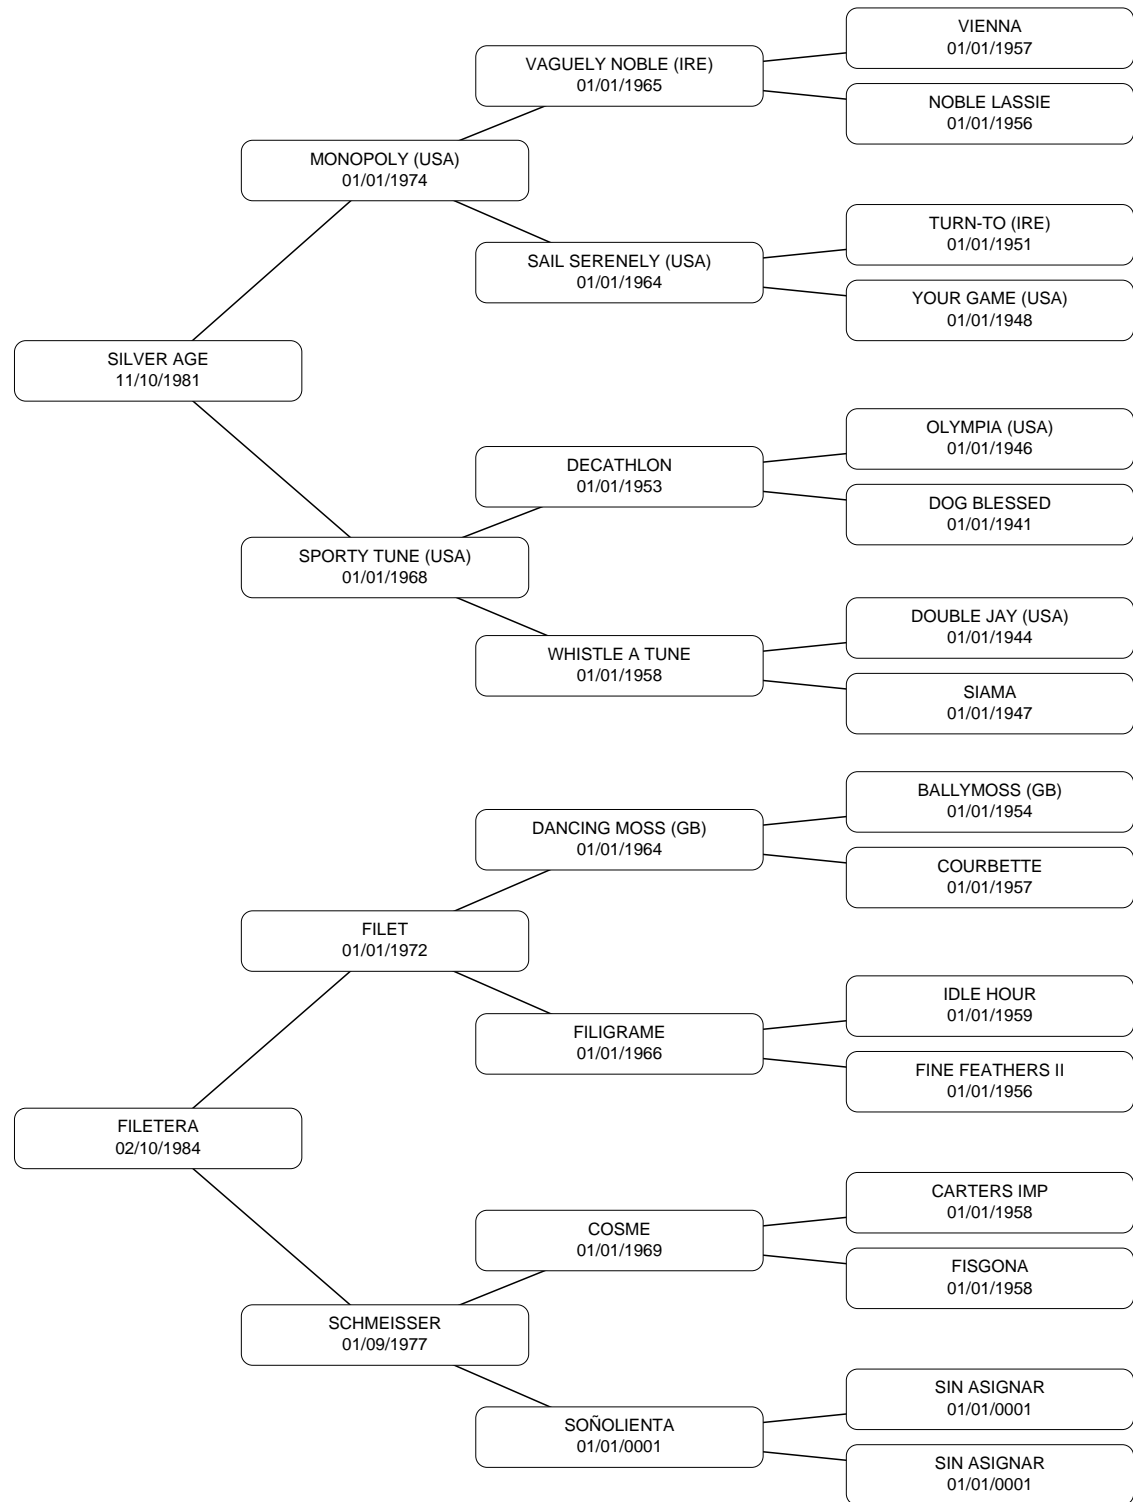 VIENNA
01/01/1957
VAGUELY NOBLE (IRE)
01/01/1965
NOBLE LASSIE
01/01/1956
MONOPOLY (USA)
01/01/1974
TURN-TO (IRE)
01/01/1951
SAIL SERENELY (USA)
01/01/1964
YOUR GAME (USA)
01/01/1948
SILVER AGE
11/10/1981
OLYMPIA (USA)
01/01/1946
DECATHLON
01/01/1953
DOG BLESSED
01/01/1941
SPORTY TUNE (USA)
01/01/1968
DOUBLE JAY (USA)
01/01/1944
WHISTLE A TUNE
01/01/1958
SIAMA
01/01/1947
BALLYMOSS (GB)
01/01/1954
DANCING MOSS (GB)
01/01/1964
COURBETTE
01/01/1957
FILET
01/01/1972
IDLE HOUR
01/01/1959
FILIGRAME
01/01/1966
FINE FEATHERS II
01/01/1956
FILETERA
02/10/1984
CARTERS IMP
01/01/1958
COSME
01/01/1969
FISGONA
01/01/1958
SCHMEISSER
01/09/1977
SIN ASIGNAR
01/01/0001
SOÑOLIENTA
01/01/0001
SIN ASIGNAR
01/01/0001